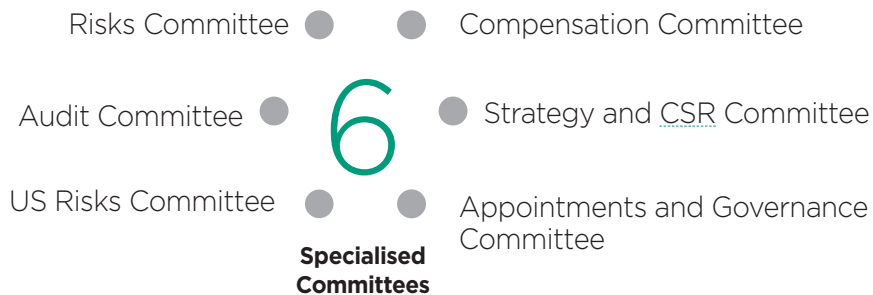 Risks Committee
Compensation Committee
Audit Committee
6
Strategy and CSR Committee
US Risks Committee
Appointments and Governance
Committee
Specialised
Committees